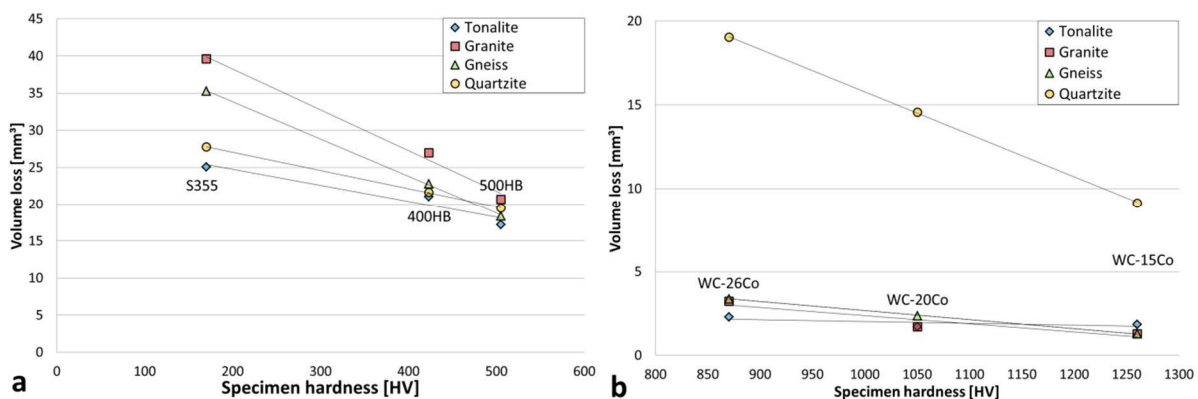 45
40
35
30
25
20
15
10
5
0
Volume loss [mm³]
Tonalite
Granite
Gneiss
Quartzite
S355
400HB
500HB
0 100 200 300 400 500 600
Specimen hardness [HV]
a
20
15
10
5
0
Volume loss [mm³]
Tonalite
Granite
Gneiss
Quartzite
WC-26Co
WC-20Co
WC-15Co
800 850 900 950 1000 1050 1100 1150 1200 1250 1300
Specimen hardness [HV]
b